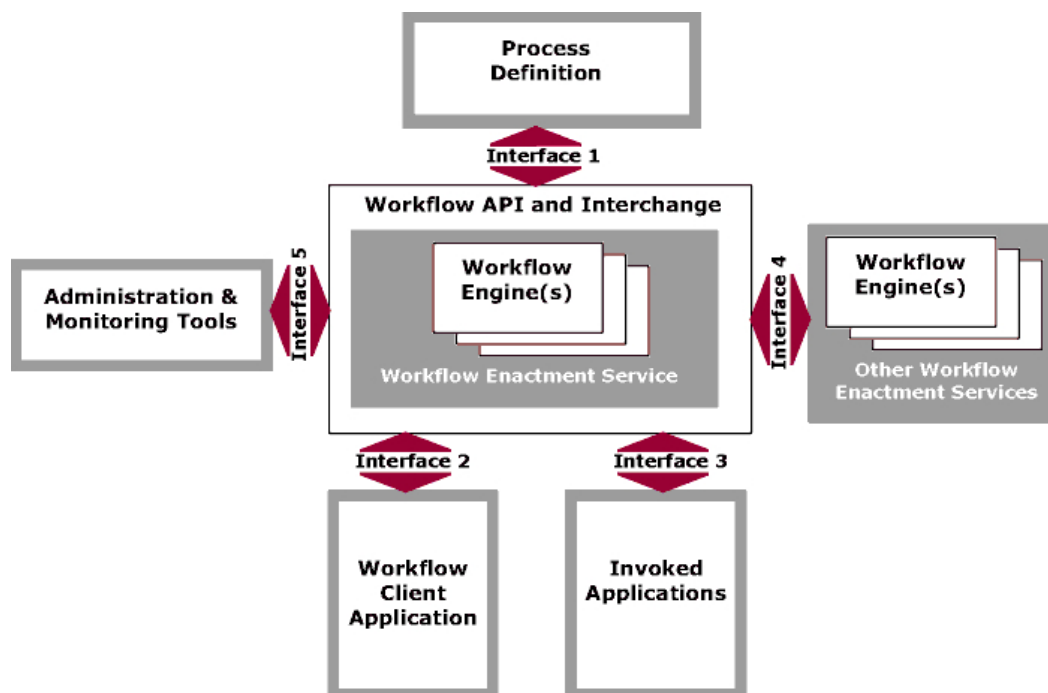 Process
Definition
Interface 1
Workflow API and Interchange
Workflow
Engine(s)
Workflow Enactment Service
Interface 5
Administration &
Monitoring Tools
Interface 4
Workflow
Engine(s)
Other Workflow
Enactment Services
Interface 2
Interface 3
Workflow
Client
Application
Invoked
Applications